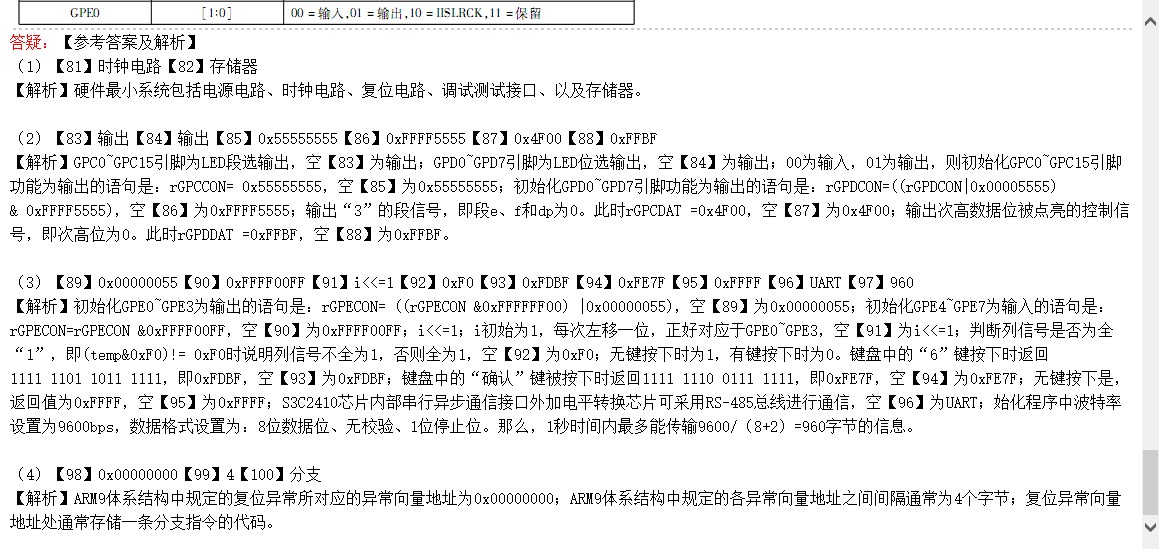 GPE0 [1:0] 00 =输入,01 =输出,10 = IISLRCK,11 =保留
答疑：【参考答案及解析】
（1）【81】时钟电路【82】存储器
【解析】硬件最小系统包括电源电路、时钟电路、复位电路、调试测试接口、以及存储器。
（2）【83】输出【84】输出【85】0x55555555【86】0xFFFF5555【87】0x4F00【88】0xFFBF
【解析】GPC0~GPC15引脚为LED段选输出，空【83】为输出；GPD0~GPD7引脚为LED位选输出，空【84】为输出；00为输入，01为输出，则初始化GPC0~GPC15引脚
功能为输出的语句是：rGPCCON= 0x55555555，空【85】为0x55555555；初始化GPD0~GPD7引脚功能为输出的语句是：rGPDCON=((rGPDCON|0x00005555)
& 0xFFFF5555)，空【86】为0xFFFF5555；输出“3”的段信号，即段e、f和dp为0。此时rGPCDAT =0x4F00，空【87】为0x4F00；输出次高数据位被点亮的控制信
号，即次高位为0。此时rGPDDAT =0xFFBF，空【88】为0xFFBF。
（3）【89】0x00000055【90】0xFFFF00FF【91】i<<=1【92】0xF0【93】0xFDBF【94】0xFE7F【95】0xFFFF【96】UART【97】960
【解析】初始化GPE0~GPE3为输出的语句是：rGPECON= ((rGPECON &0xFFFFFF00) |0x00000055)，空【89】为0x00000055；初始化GPE4~GPE7为输入的语句是：
rGPECON=rGPECON &0xFFFF00FF，空【90】为0xFFFF00FF；i<<=1；i初始为1，每次左移一位，正好对应于GPE0~GPE3，空【91】为i<<=1；判断列信号是否为全
“1”，即(temp&0xF0)!= 0xF0时说明列信号不全为1，否则全为1，空【92】为0xF0；无键按下时为1，有键按下时为0。键盘中的“6”键按下时返回
1111 1101 1011 1111，即0xFDBF，空【93】为0xFDBF；键盘中的“确认”键被按下时返回1111 1110 0111 1111，即0xFE7F，空【94】为0xFE7F；无键按下是，
返回值为0xFFFF，空【95】为0xFFFF；S3C2410芯片内部串行异步通信接口外加电平转换芯片可采用RS-485总线进行通信，空【96】为UART；始化程序中波特率
设置为9600bps，数据格式设置为：8位数据位、无校验、1位停止位。那么，1秒时间内最多能传输9600/（8+2）=960字节的信息。
（4）【98】0x00000000【99】4【100】分支
【解析】ARM9体系结构中规定的复位异常所对应的异常向量地址为0x00000000；ARM9体系结构中规定的各异常向量地址之间间隔通常为4个字节；复位异常向量
地址处通常存储一条分支指令的代码。